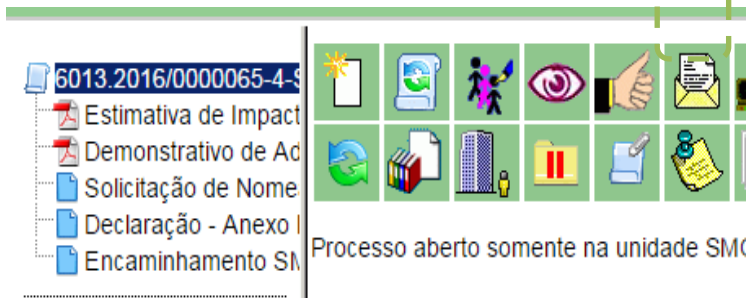 6013.2016/0000065-4-S
Estimativa de Impact
Demonstrativo de Ad
Solicitação de Nome
Declaração - Anexo
Encaminhamento SM
Processo aberto somente na unidade SMG